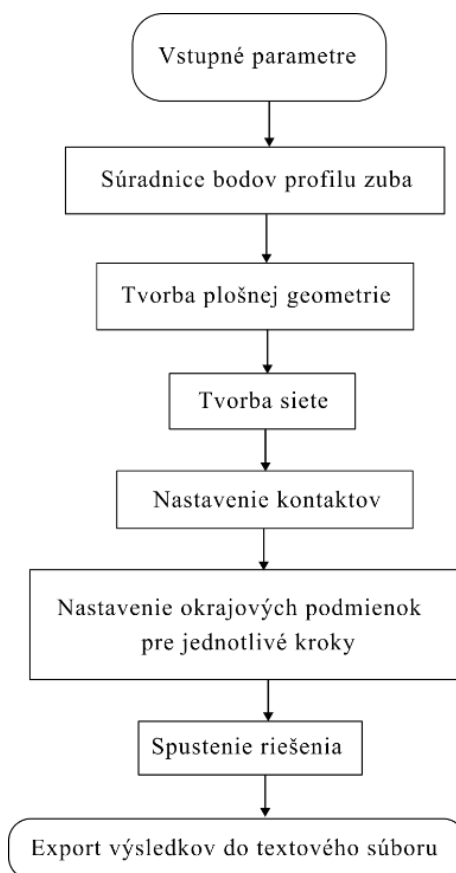 Vstupné parametre
Súradnice bodov profilu zuba
Tvorba plošnej geometrie
Tvorba siete
Nastavenie kontaktov
Nastavenie okrajových podmienok
pre jednotlivé kroky
Spustenie riešenia
Export výsledkov do textového súboru